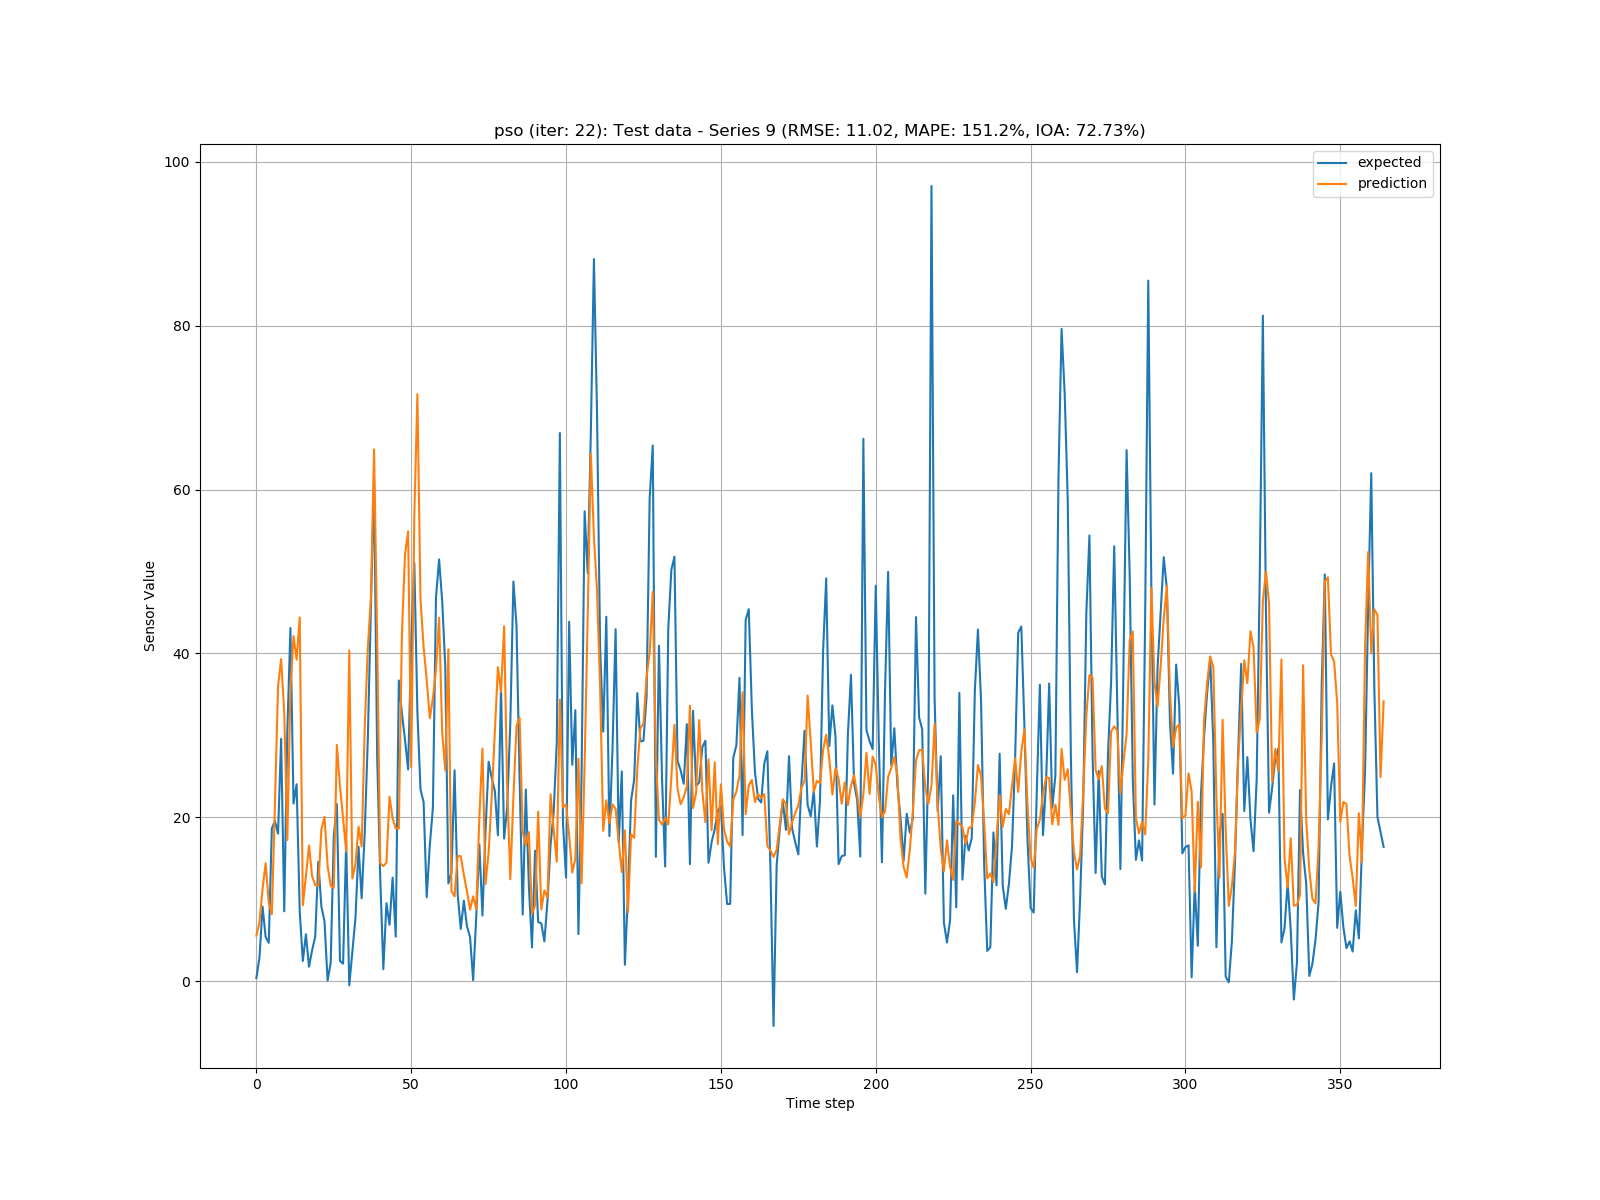 pso (iter: 22): Test data - Series 9 (RMSE: 11.02, MAPE: 151.2%, IOA: 72.73%)
expected
prediction
100
80
60
40
20
0
Sensor Value
0 50 100 150 200 250 300 350
Time step